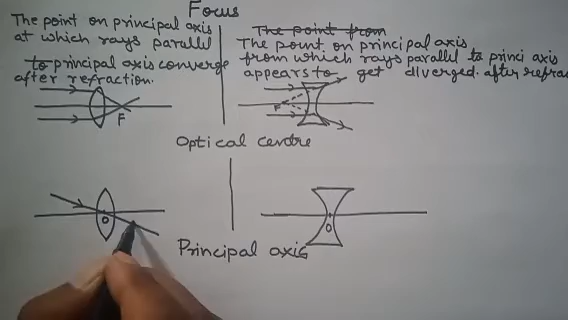 Focus
The point on principal axis
at which rays parallel
to principal axis converge
after refraction.
The point from
The point on principal axis
from which rays parallel to princi axis
appears to get diverged after refra
F
F
Optical centre
O
O
Principal axis